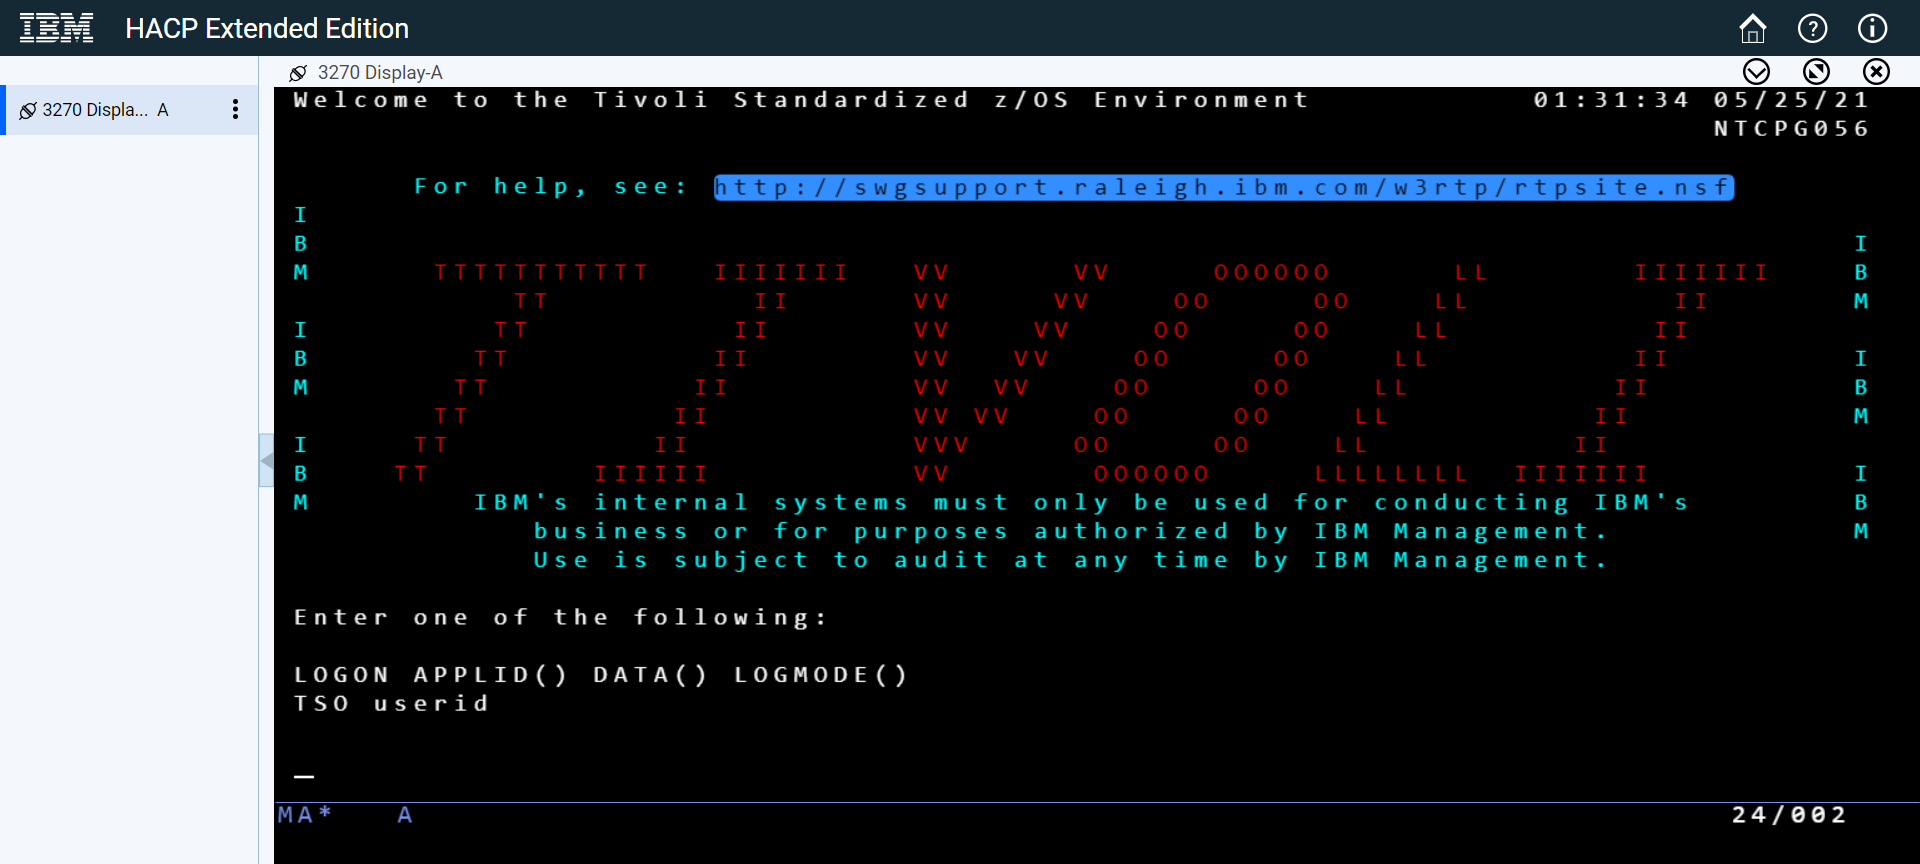 IBM HACP Extended Edition
3270 Display-A
3270 Displa... A
Welcome to the Tivoli Standardized z/OS Environment 01:31:34 05/25/21
NTCPG056
For help, see: http://swgsupport.raleigh.ibm.com/w3rtp/rtpsite.nsf
I
B I
M TTTTTTTTTTT IIIIIII VV VV OOOOOO LL IIIIIII B
TT II VV VV OO OO LL II M
I TT II VV VV OO OO LL II
B TT II VV VV OO OO LL II I
M TT II VV VV OO OO LL II B
TT II VV VV OO OO LL II M
I TT II VVV OO OO LL II
B TT IIIIII VV OOOOOO LLLLLLLL IIIIIII I
M IBM's internal systems must only be used for conducting IBM's B
business or for purposes authorized by IBM Management. M
Use is subject to audit at any time by IBM Management.
Enter one of the following:
LOGON APPLID() DATA() LOGMODE()
TSO userid
MA* A 24/002